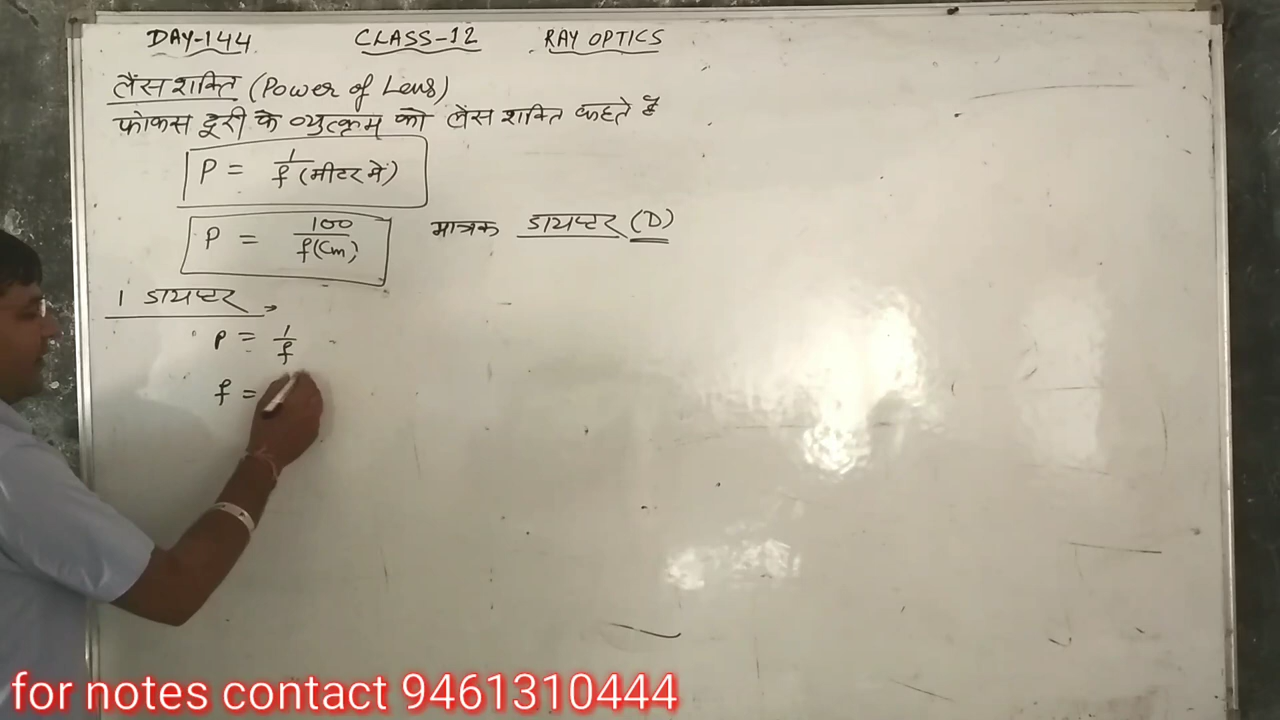 DAY-144 CLASS-12 RAY OPTICS
लैंस शक्ति (Power of Lens)
फोकस दूरी के व्युत्क्रम को लैंस शक्ति कहते है
P = 1/f (मीटर में)
P = 100/f(Cm) मात्रक डायप्टर (D)
1 डायप्टर →
P = 1/f
f =
for notes contact 9461310444